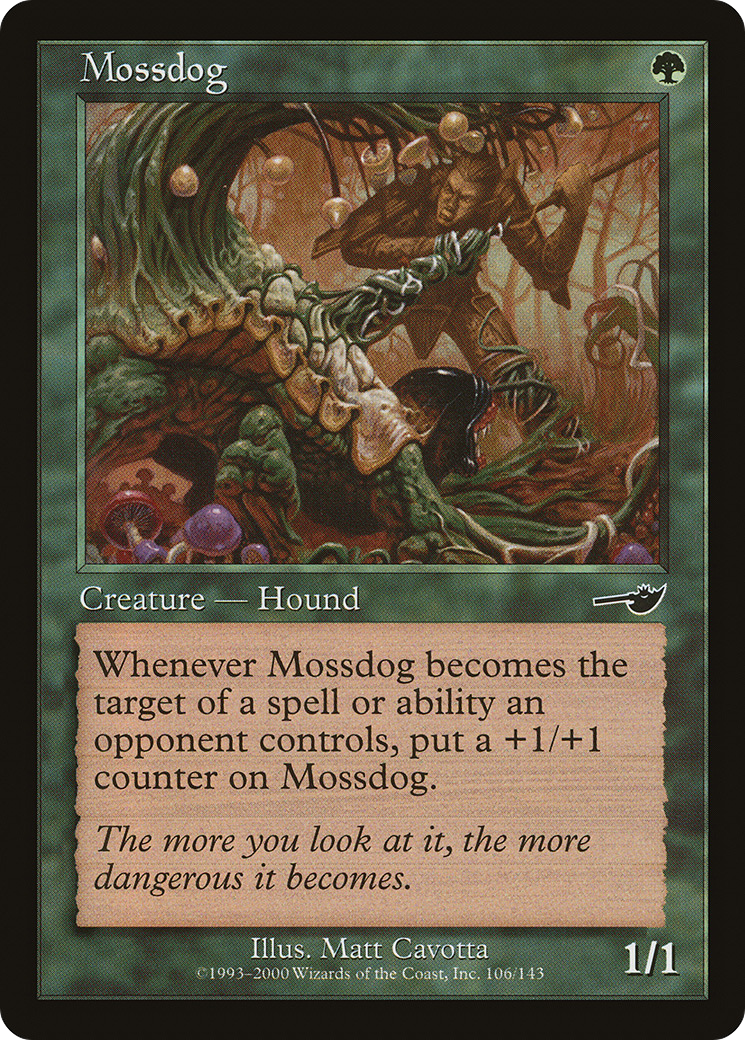 Mossdog
Creature — Hound
Whenever Mossdog becomes the
target of a spell or ability an
opponent controls, put a +1/+1
counter on Mossdog.
The more you look at it, the more
dangerous it becomes.
Illus. Matt Cavotta
©1993–2000 Wizards of the Coast, Inc. 106/143
1/1